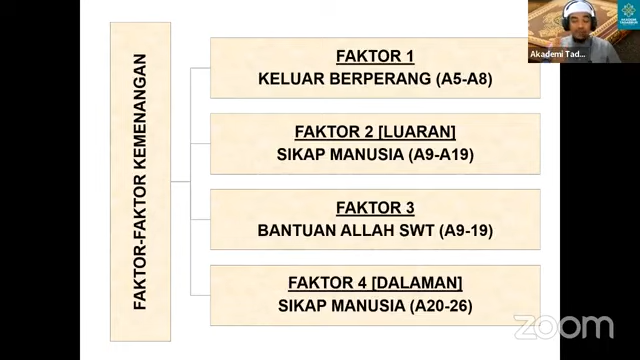 FAKTOR-FAKTOR KEMENANGAN
FAKTOR 1
KELUAR BERPERANG (A5-A8)
FAKTOR 2 [LUARAN]
SIKAP MANUSIA (A9-A19)
FAKTOR 3
BANTUAN ALLAH SWT (A9-19)
FAKTOR 4 [DALAMAN]
SIKAP MANUSIA (A20-26)
Akademi Tad...
zoom